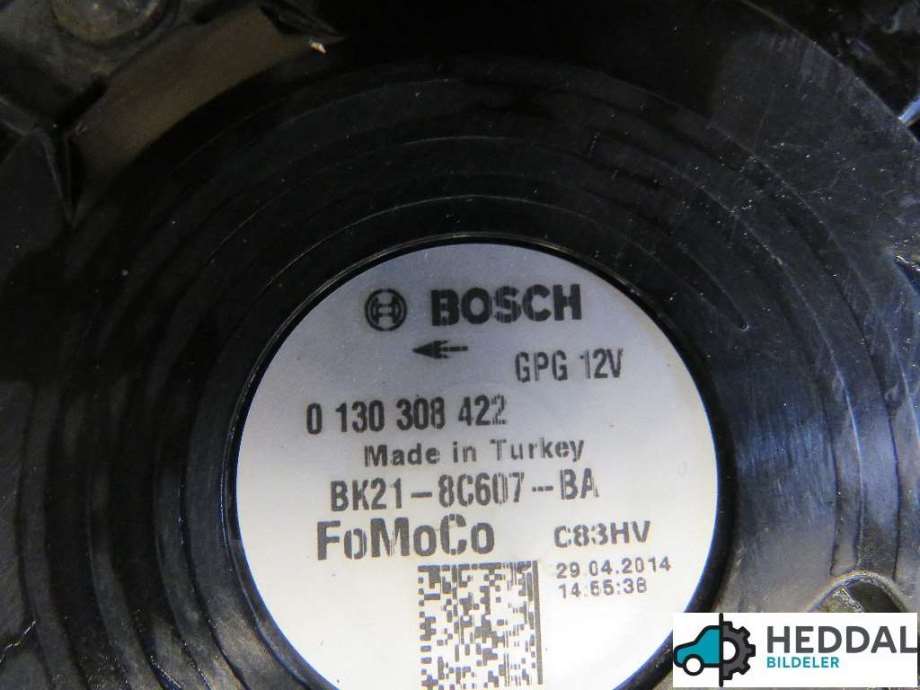 BOSCH
GPG 12V
0 130 308 422
Made in Turkey
BK21-8C607-BA
FoMoCo C83HV
29.04.2014
14:55:38
HEDDAL
BILDELER